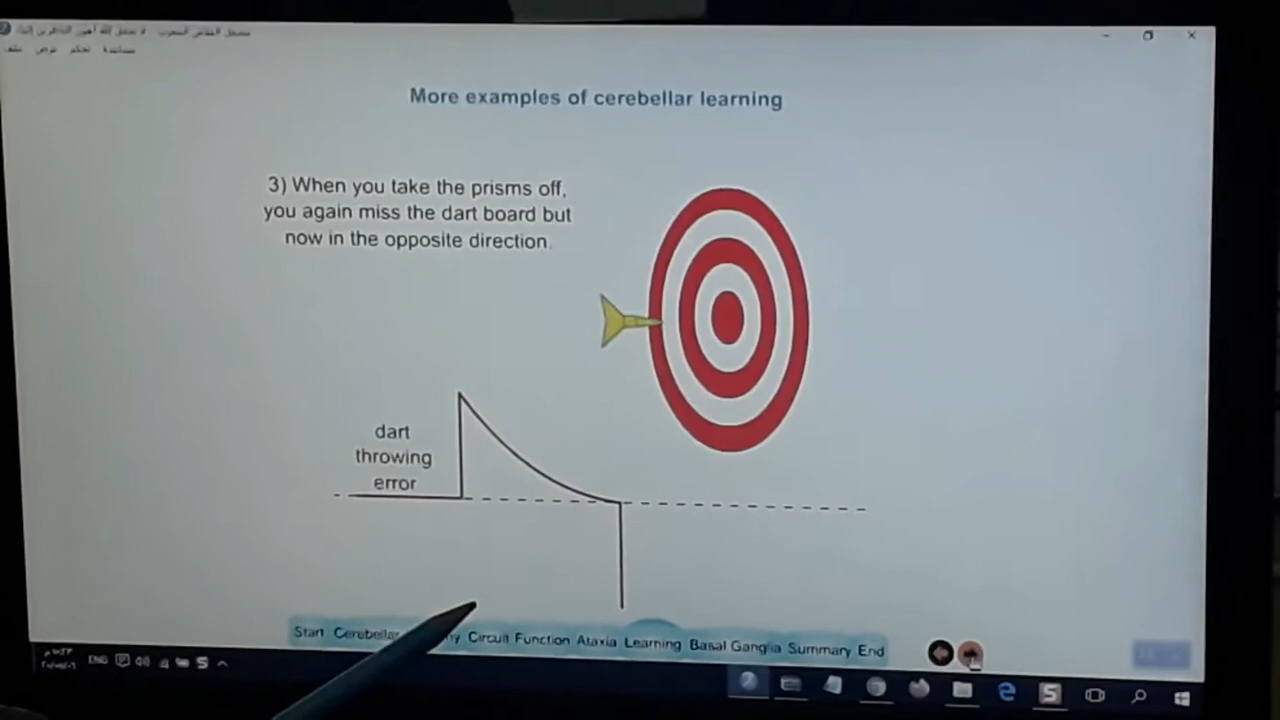 More examples of cerebellar learning
3) When you take the prisms off,
you again miss the dart board but
now in the opposite direction.
dart
throwing
error
Start Cerebellar Circuit Function Ataxia Learning Basal Ganglia Summary End
ENG